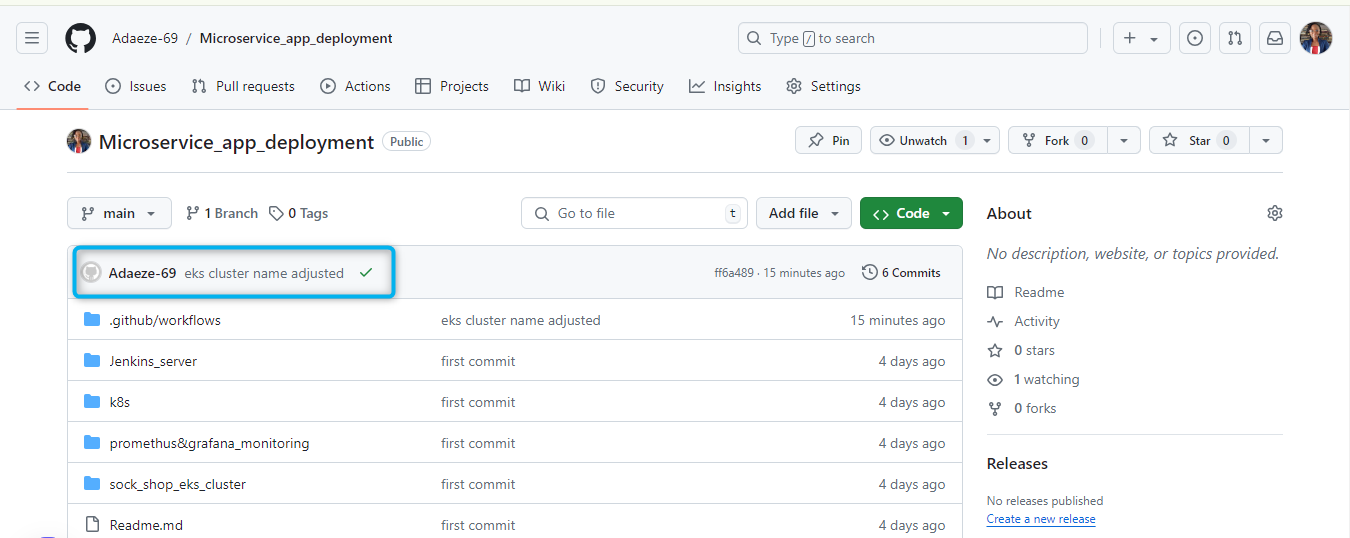 Adaeze-69 / Microservice_app_deployment Type / to search
Code Issues Pull requests Actions Projects Wiki Security Insights Settings
Microservice_app_deployment Public Pin Unwatch 1 Fork 0 Star 0
main 1 Branch 0 Tags Go to file t Add file Code
Adaeze-69 eks cluster name adjusted ff6a489 · 15 minutes ago 6 Commits
.github/workflows eks cluster name adjusted 15 minutes ago
Jenkins_server first commit 4 days ago
k8s first commit 4 days ago
promethus&grafana_monitoring first commit 4 days ago
sock_shop_eks_cluster first commit 4 days ago
Readme.md first commit 4 days ago
About
No description, website, or topics provided.
Readme
Activity
0 stars
1 watching
0 forks
Releases
No releases published
Create a new release